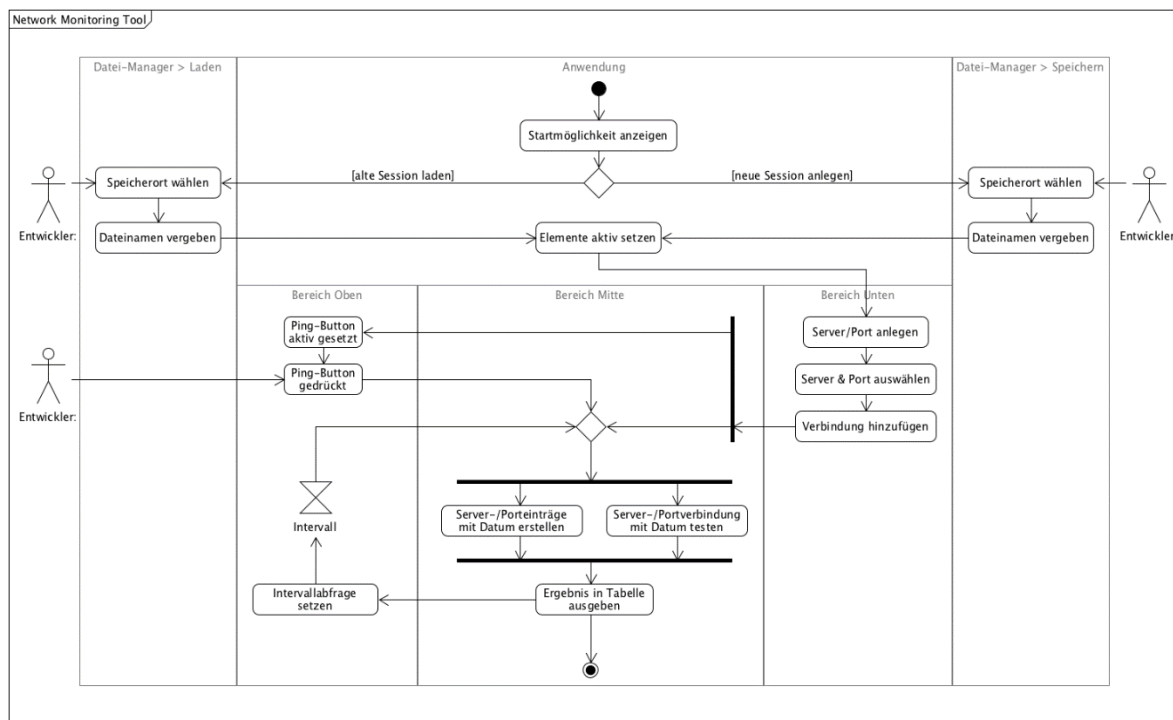 Network Monitoring Tool
Datei-Manager > Laden
Anwendung
Datei-Manager > Speichern
Startmöglichkeit anzeigen
[alte Session laden]
[neue Session anlegen]
Speicherort wählen
Speicherort wählen
Entwickler:
Dateinamen vergeben
Elemente aktiv setzen
Dateinamen vergeben
Entwickler:
Bereich Oben
Bereich Mitte
Bereich Unten
Ping-Button
aktiv gesetzt
Server/Port anlegen
Ping-Button
gedrückt
Server & Port auswählen
Entwickler:
Verbindung hinzufügen
Server-/Porteinträge
mit Datum erstellen
Server-/Portverbindung
mit Datum testen
Intervall
Intervallabfrage
setzen
Ergebnis in Tabelle
ausgeben